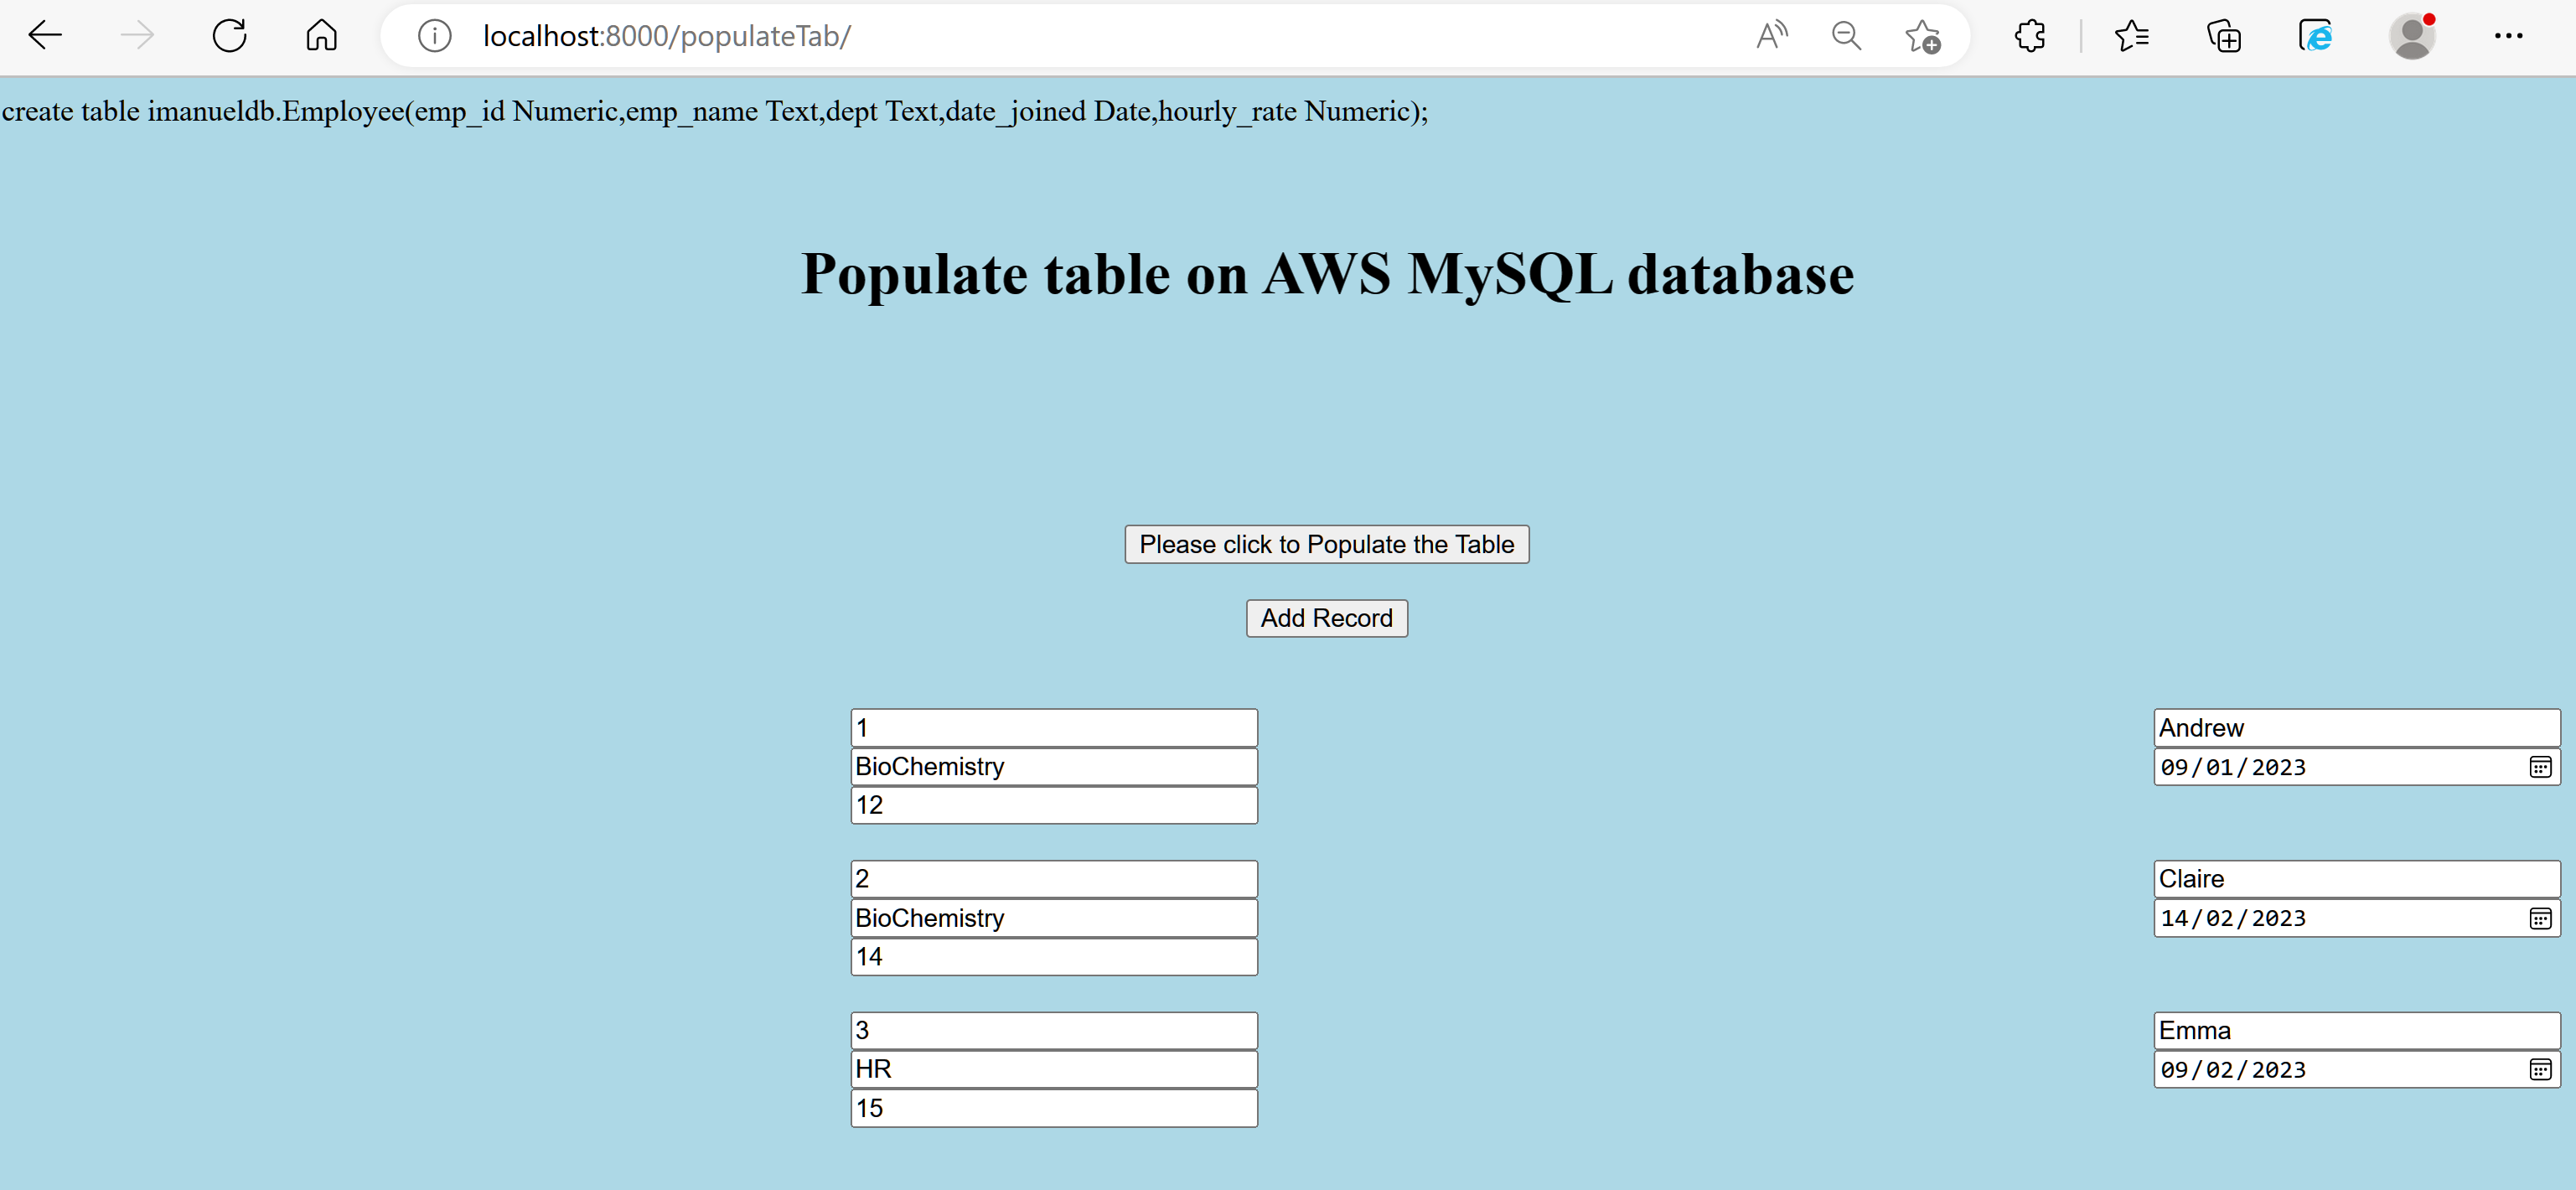 localhost:8000/populateTab/
create table imanueldb.Employee(emp_id Numeric,emp_name Text,dept Text,date_joined Date,hourly_rate Numeric);
Populate table on AWS MySQL database
Please click to Populate the Table
Add Record
1 Andrew
BioChemistry 09/01/2023
12
2 Claire
BioChemistry 14/02/2023
14
3 Emma
HR 09/02/2023
15